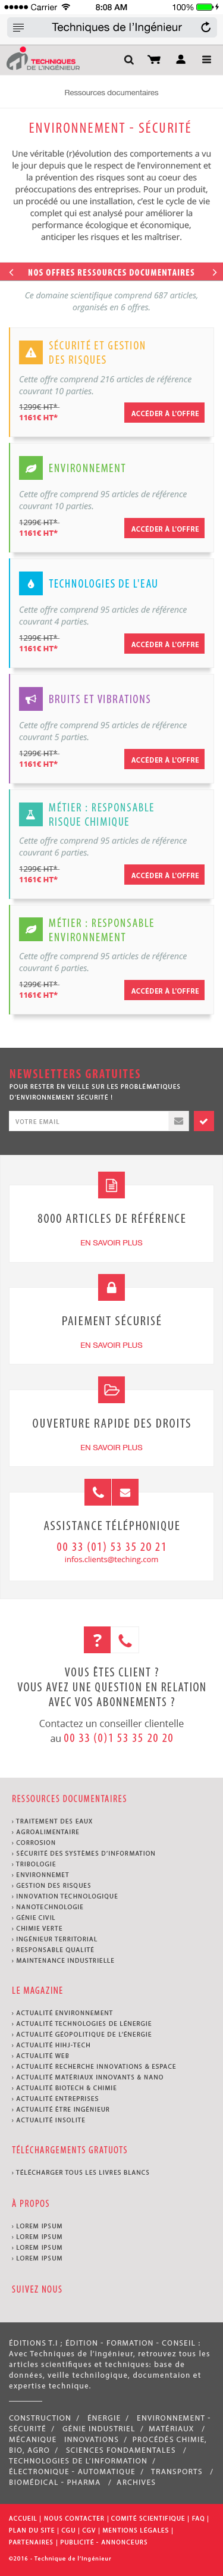 Carrier 8:08 AM 100%
Techniques de l'Ingénieur
TECHNIQUES
DE L'INGÉNIEUR
Ressources documentaires
ENVIRONNEMENT - SÉCURITÉ
Une véritable (r)évolution des comportements a vu
le jour depuis que le respect de l'environnement et
la prévention des risques sont au coeur des
préoccupations des entreprises. Pour un produit,
un procédé ou une installation, c'est le cycle de vie
complet qui est analysé pour améliorer la
performance écologique et économique,
anticiper les risques et les maîtriser.
NOS OFFRES RESSOURCES DOCUMENTAIRES
Ce domaine scientifique comprend 687 articles,
organisés en 6 offres.
SÉCURITÉ ET GESTION
DES RISQUES
Cette offre comprend 216 articles de référence
couvrant 10 parties.
1299€ HT*
1161€ HT*
ACCÉDER À L'OFFRE
ENVIRONNEMENT
Cette offre comprend 95 articles de référence
couvrant 10 parties.
1299€ HT*
1161€ HT*
ACCÉDER À L'OFFRE
TECHNOLOGIES DE L'EAU
Cette offre comprend 95 articles de référence
couvrant 4 parties.
1299€ HT*
1161€ HT*
ACCÉDER À L'OFFRE
BRUITS ET VIBRATIONS
Cette offre comprend 95 articles de référence
couvrant 5 parties.
1299€ HT*
1161€ HT*
ACCÉDER À L'OFFRE
MÉTIER : RESPONSABLE
RISQUE CHIMIQUE
Cette offre comprend 95 articles de référence
couvrant 6 parties.
1299€ HT*
1161€ HT*
ACCÉDER À L'OFFRE
MÉTIER : RESPONSABLE
ENVIRONNEMENT
Cette offre comprend 95 articles de référence
couvrant 6 parties.
1299€ HT*
1161€ HT*
ACCÉDER À L'OFFRE
NEWSLETTERS GRATUITES
POUR RESTER EN VEILLE SUR LES PROBLÉMATIQUES
D'ENVIRONNEMENT SÉCURITÉ !
VOTRE EMAIL
8000 ARTICLES DE RÉFÉRENCE
EN SAVOIR PLUS
PAIEMENT SÉCURISÉ
EN SAVOIR PLUS
OUVERTURE RAPIDE DES DROITS
EN SAVOIR PLUS
ASSISTANCE TÉLÉPHONIQUE
00 33 (01) 53 35 20 21
infos.clients@teching.com
VOUS ÊTES CLIENT ?
VOUS AVEZ UNE QUESTION EN RELATION
AVEC VOS ABONNEMENTS ?
Contactez un conseiller clientelle
au 00 33 (0)1 53 35 20 20
RESSOURCES DOCUMENTAIRES
› TRAITEMENT DES EAUX
› AGROALIMENTAIRE
› CORROSION
› SÉCURITÉ DES SYSTÈMES D'INFORMATION
› TRIBOLOGIE
› ENVIRONNEMET
› GESTION DES RISQUES
› INNOVATION TECHNOLOGIQUE
› NANOTECHNOLOGIE
› GÉNIE CIVIL
› CHIMIE VERTE
› INGÉNIEUR TERRITORIAL
› RESPONSABLE QUALITÉ
› MAINTENANCE INDUSTRIELLE
LE MAGAZINE
› ACTUALITÉ ENVIRONNEMENT
› ACTUALITÉ TECHNOLOGIES DE LÉNERGIE
› ACTUALITÉ GÉOPOLITIQUE DE L'ÉNERGIE
› ACTUALITÉ HIHJ-TECH
› ACTUALITÉ WEB
› ACTUALITÉ RECHERCHE INNOVATIONS & ESPACE
› ACTUALITÉ MATÉRIAUX INNOVANTS & NANO
› ACTUALITÉ BIOTECH & CHIMIE
› ACTUALITÉ ENTREPRISES
› ACTUALITÉ ÊTRE INGÉNIEUR
› ACTUALITÉ INSOLITE
TÉLÉCHARGEMENTS GRATUOTS
› TÉLÉCHARGER TOUS LES LIVRES BLANCS
À PROPOS
› LOREM IPSUM
› LOREM IPSUM
› LOREM IPSUM
› LOREM IPSUM
SUIVEZ NOUS
ÉDITIONS T.I ; ÉDITION - FORMATION - CONSEIL :
Avec Techniques de l'Ingénieur, retrouvez tous les
articles scientifiques et techniques: base de
données, veille technilogique, documentaion et
expertise technique.
CONSTRUCTION / ÉNERGIE / ENVIRONNEMENT -
SÉCURITÉ / GÉNIE INDUSTRIEL / MATÉRIAUX /
MÉCANIQUE INNOVATIONS / PROCÉDÉS CHIMIE,
BIO, AGRO / SCIENCES FONDAMENTALES /
TECHNOLOGIES DE L'INFORMATION /
ÉLECTRONIQUE - AUTOMATIQUE / TRANSPORTS /
BIOMÉDICAL - PHARMA / ARCHIVES
ACCUEIL | NOUS CONTACTER | COMITÉ SCIENTIFIQUE | FAQ |
PLAN DU SITE | CGU | CGV | MENTIONS LÉGALES |
PARTENAIRES | PUBLICITÉ - ANNONCEURS
©2016 - Technique de l'Ingénieur